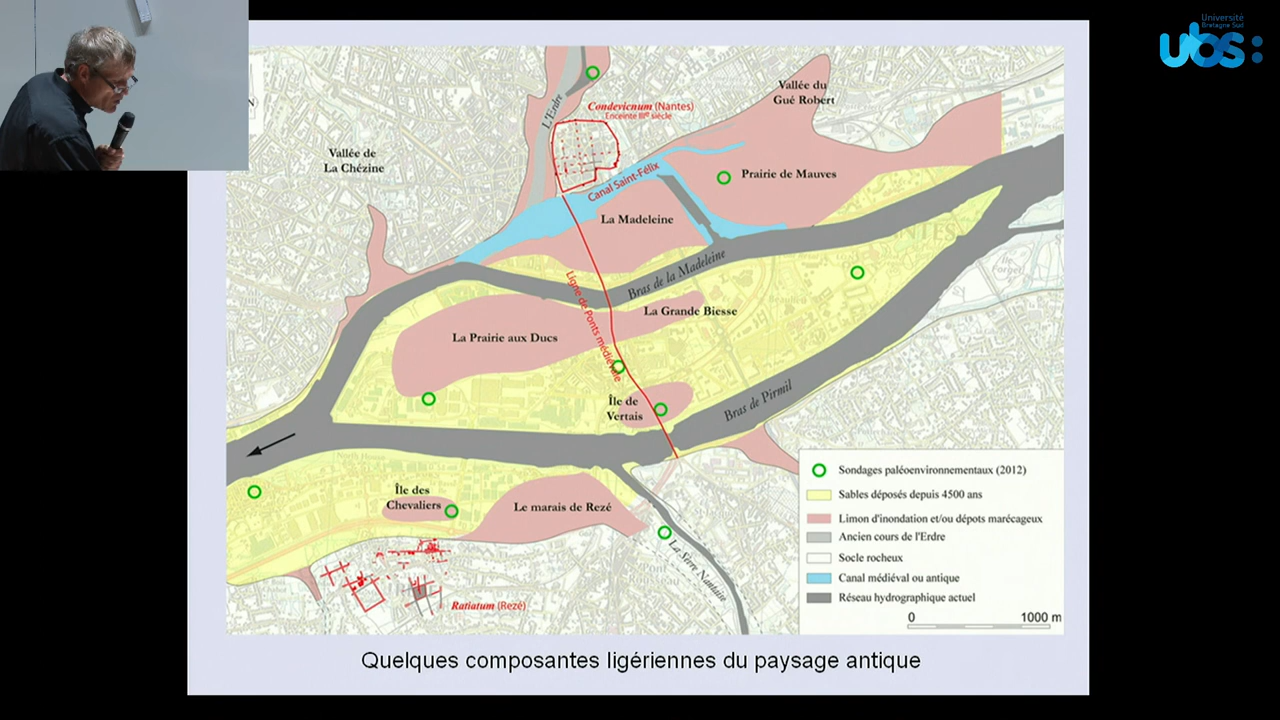 Université
Bretagne Sud
ubs:
L'Erdre
Condevicnum (Nantes)
Enceinte IIIe siècle
Vallée du
Gué Robert
Vallée de
La Chézine
Canal Saint-Félix
Prairie de Mauves
La Madeleine
Bras de la Madeleine
Ligne de Ponts médiévale
La Grande Biesse
La Prairie aux Ducs
Île de
Vertais
Bras de Pirmil
Île des
Chevaliers
Le marais de Rezé
La Sèvre Nantaise
Ratiatum (Rezé)
Sondages paléoenvironnementaux (2012)
Sables déposés depuis 4500 ans
Limon d'inondation et/ou dépots marécageux
Ancien cours de l'Erdre
Socle rocheux
Canal médiéval ou antique
Réseau hydrographique actuel
0 1000 m
Quelques composantes ligériennes du paysage antique